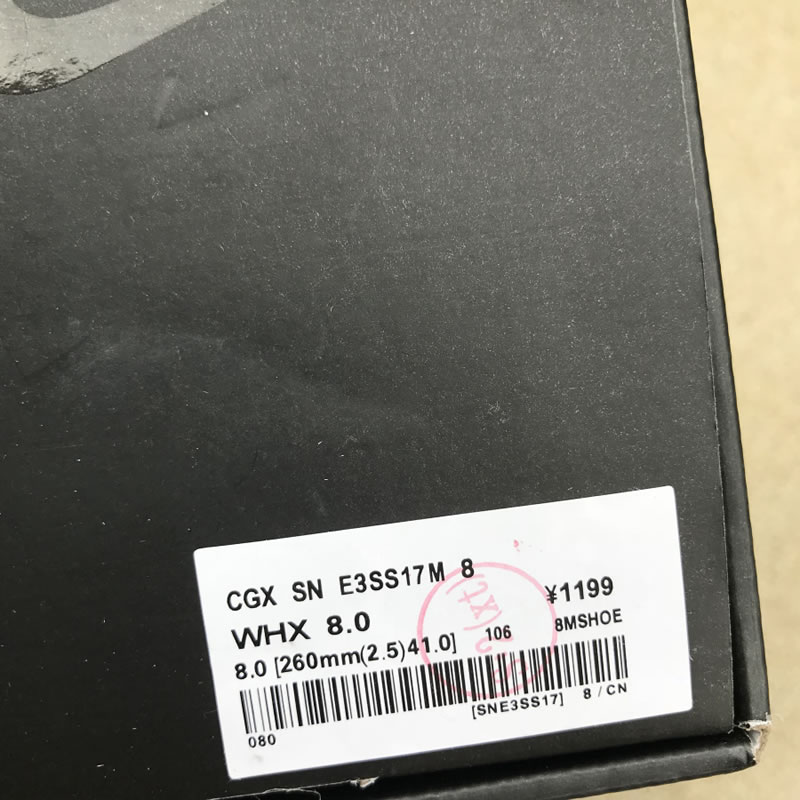 CGX SN E3SS17M 8
¥1199
WHX 8.0
106
8MSHOE
8.0 [260mm(2.5)41.0]
[SNE3SS17] 8 / CN
080